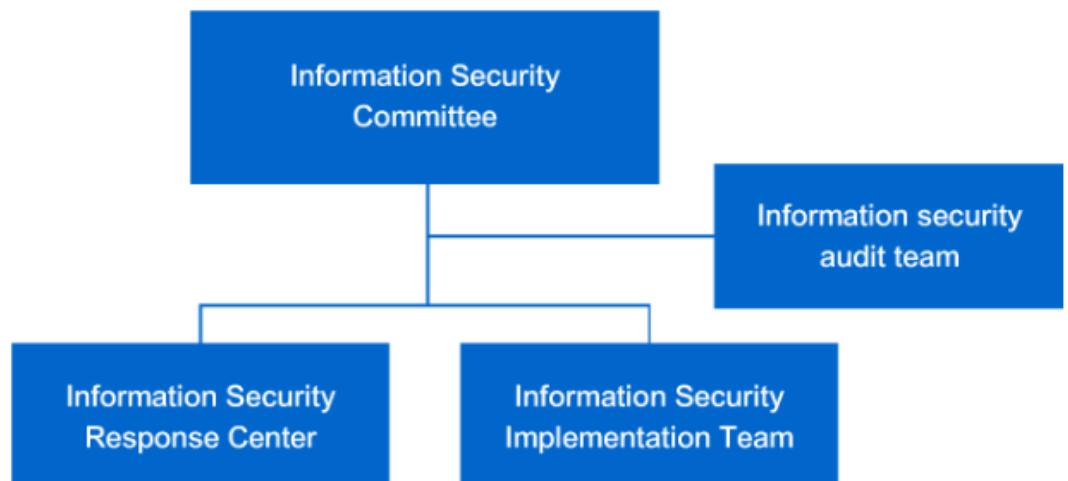 Information Security
Committee
Information security
audit team
Information Security
Response Center
Information Security
Implementation Team